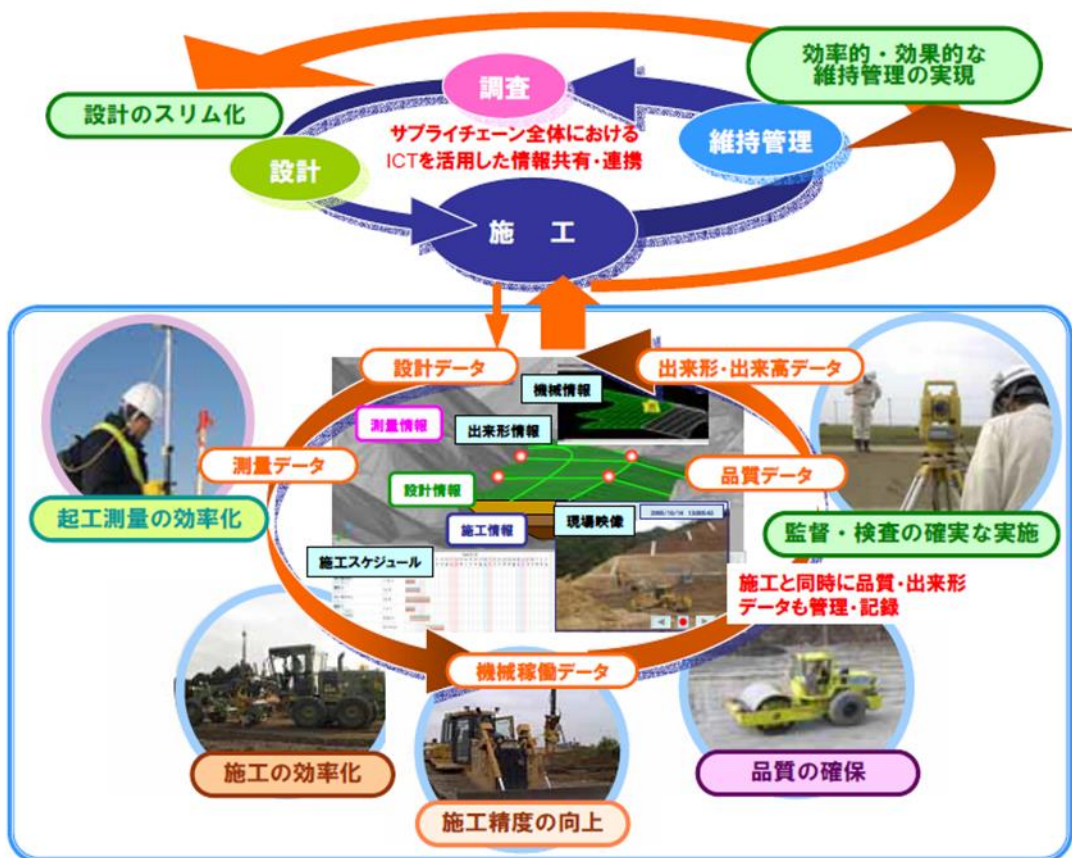 効率的・効果的な
維持管理の実現
調査
設計のスリム化
サプライチェーン全体における
ICTを活用した情報共有・連携
維持管理
設計
施　工
設計データ
出来形・出来高データ
機械情報
測量情報
出来形情報
測量データ
品質データ
設計情報
起工測量の効率化
施工情報
現場映像
監督・検査の確実な実施
施工スケジュール
施工と同時に品質・出来形
データも管理・記録
機械稼働データ
施工の効率化
品質の確保
施工精度の向上